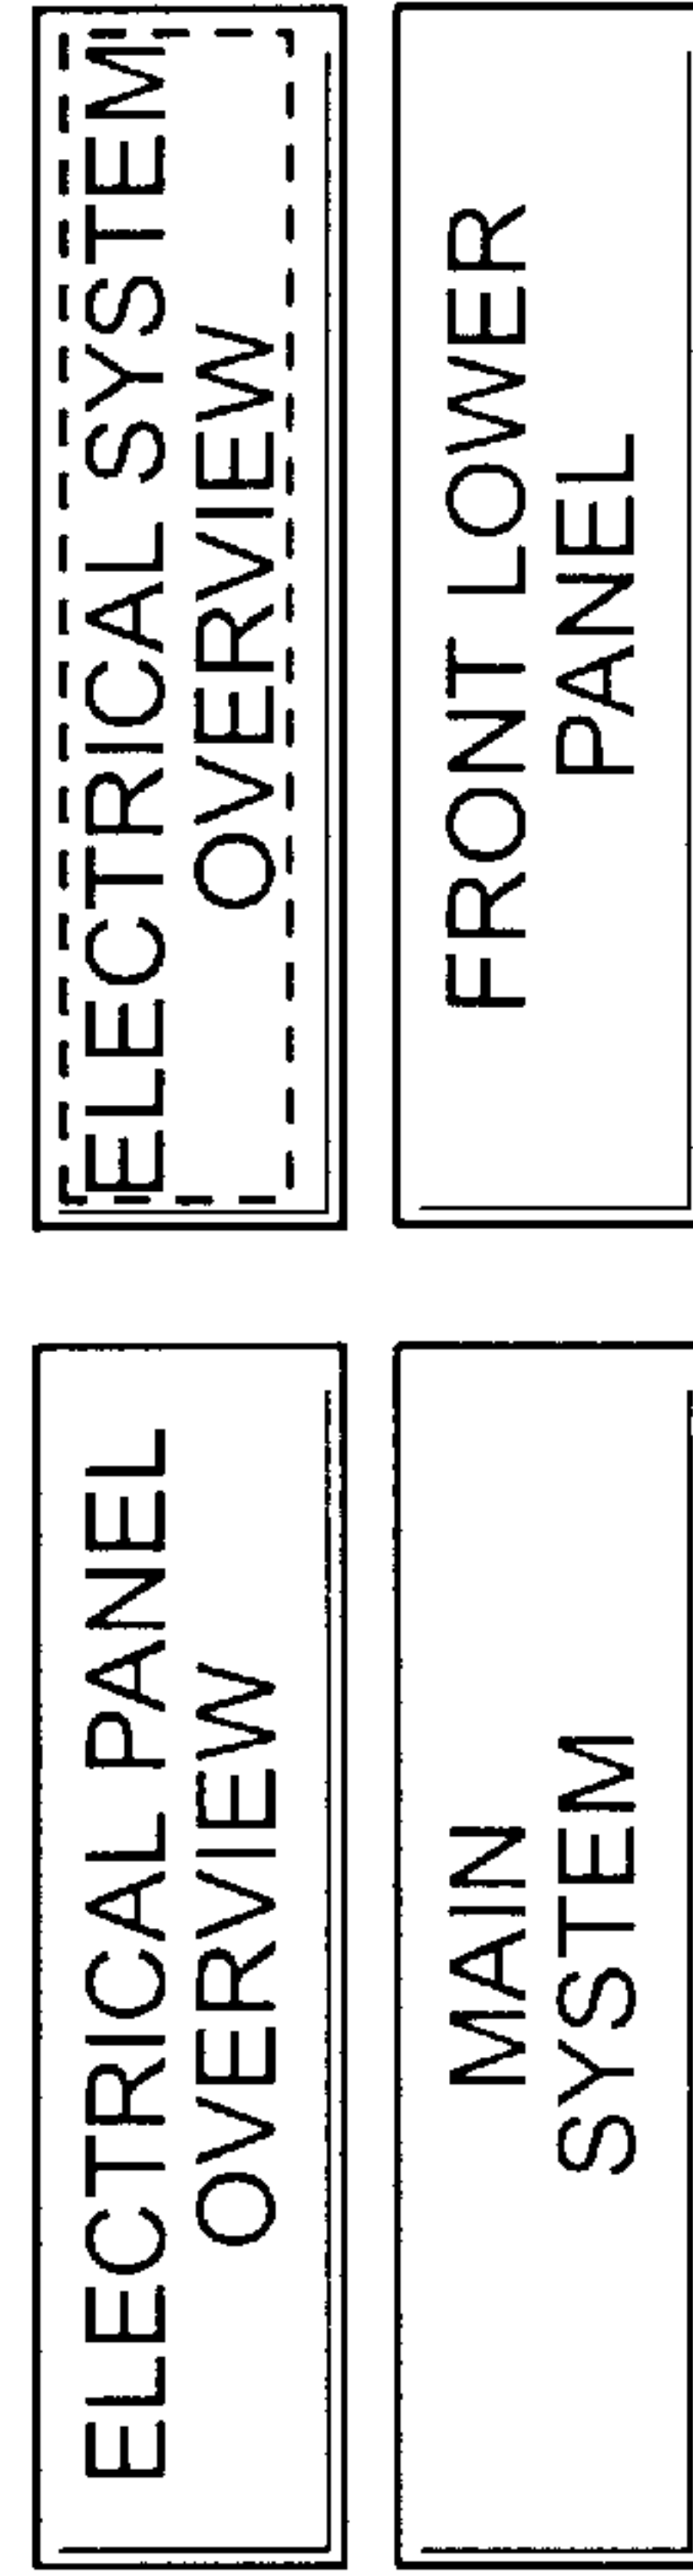 ELECTRICAL PANEL
OVERVIEW
ELECTRICAL SYSTEM
OVERVIEW
MAIN
SYSTEM
FRONT LOWER
PANEL